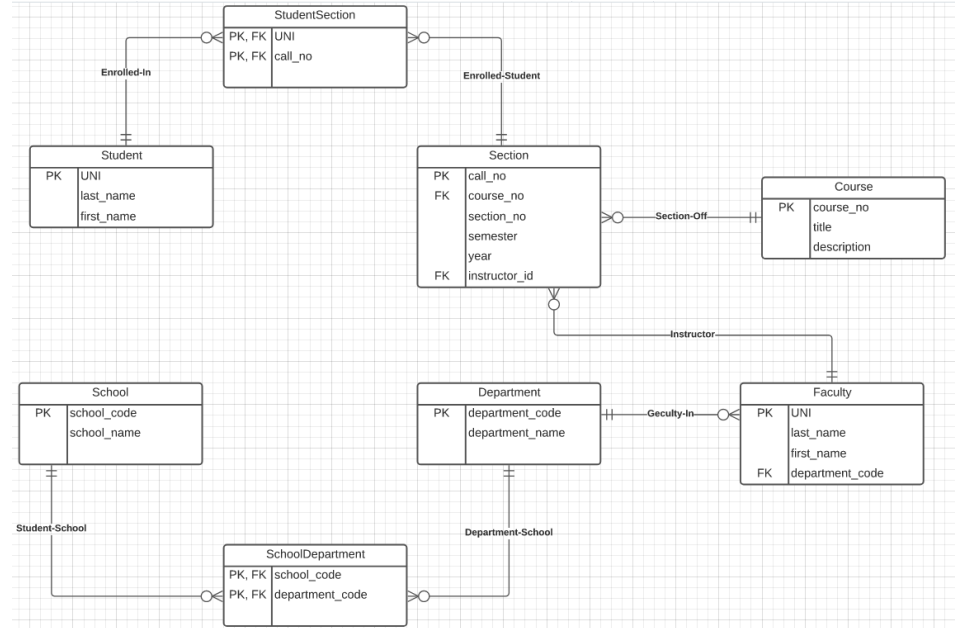 StudentSection
PK, FK UNI
PK, FK call_no
Enrolled-In
Enrolled-Student
Student
PK UNI
last_name
first_name
Section
PK call_no
FK course_no
section_no
semester
year
FK instructor_id
Section-Off
Course
PK course_no
title
description
Instructor
School
PK school_code
school_name
Department
PK department_code
department_name
Geculty-In
Faculty
PK UNI
last_name
first_name
FK department_code
Student-School
Department-School
SchoolDepartment
PK, FK school_code
PK, FK department_code